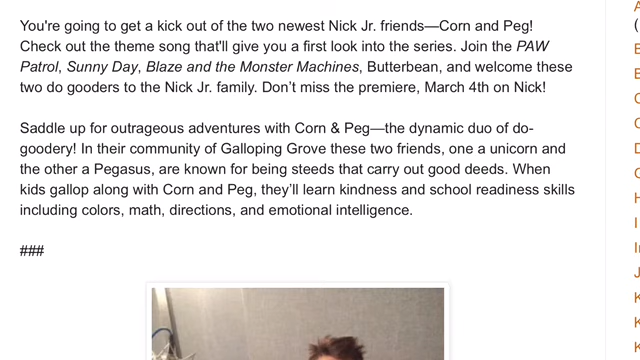 You're going to get a kick out of the two newest Nick Jr. friends—Corn and Peg!
Check out the theme song that'll give you a first look into the series. Join the PAW
Patrol, Sunny Day, Blaze and the Monster Machines, Butterbean, and welcome these
two do gooders to the Nick Jr. family. Don’t miss the premiere, March 4th on Nick!
Saddle up for outrageous adventures with Corn & Peg—the dynamic duo of do-
goodery! In their community of Galloping Grove these two friends, one a unicorn and
the other a Pegasus, are known for being steeds that carry out good deeds. When
kids gallop along with Corn and Peg, they’ll learn kindness and school readiness skills
including colors, math, directions, and emotional intelligence.
###